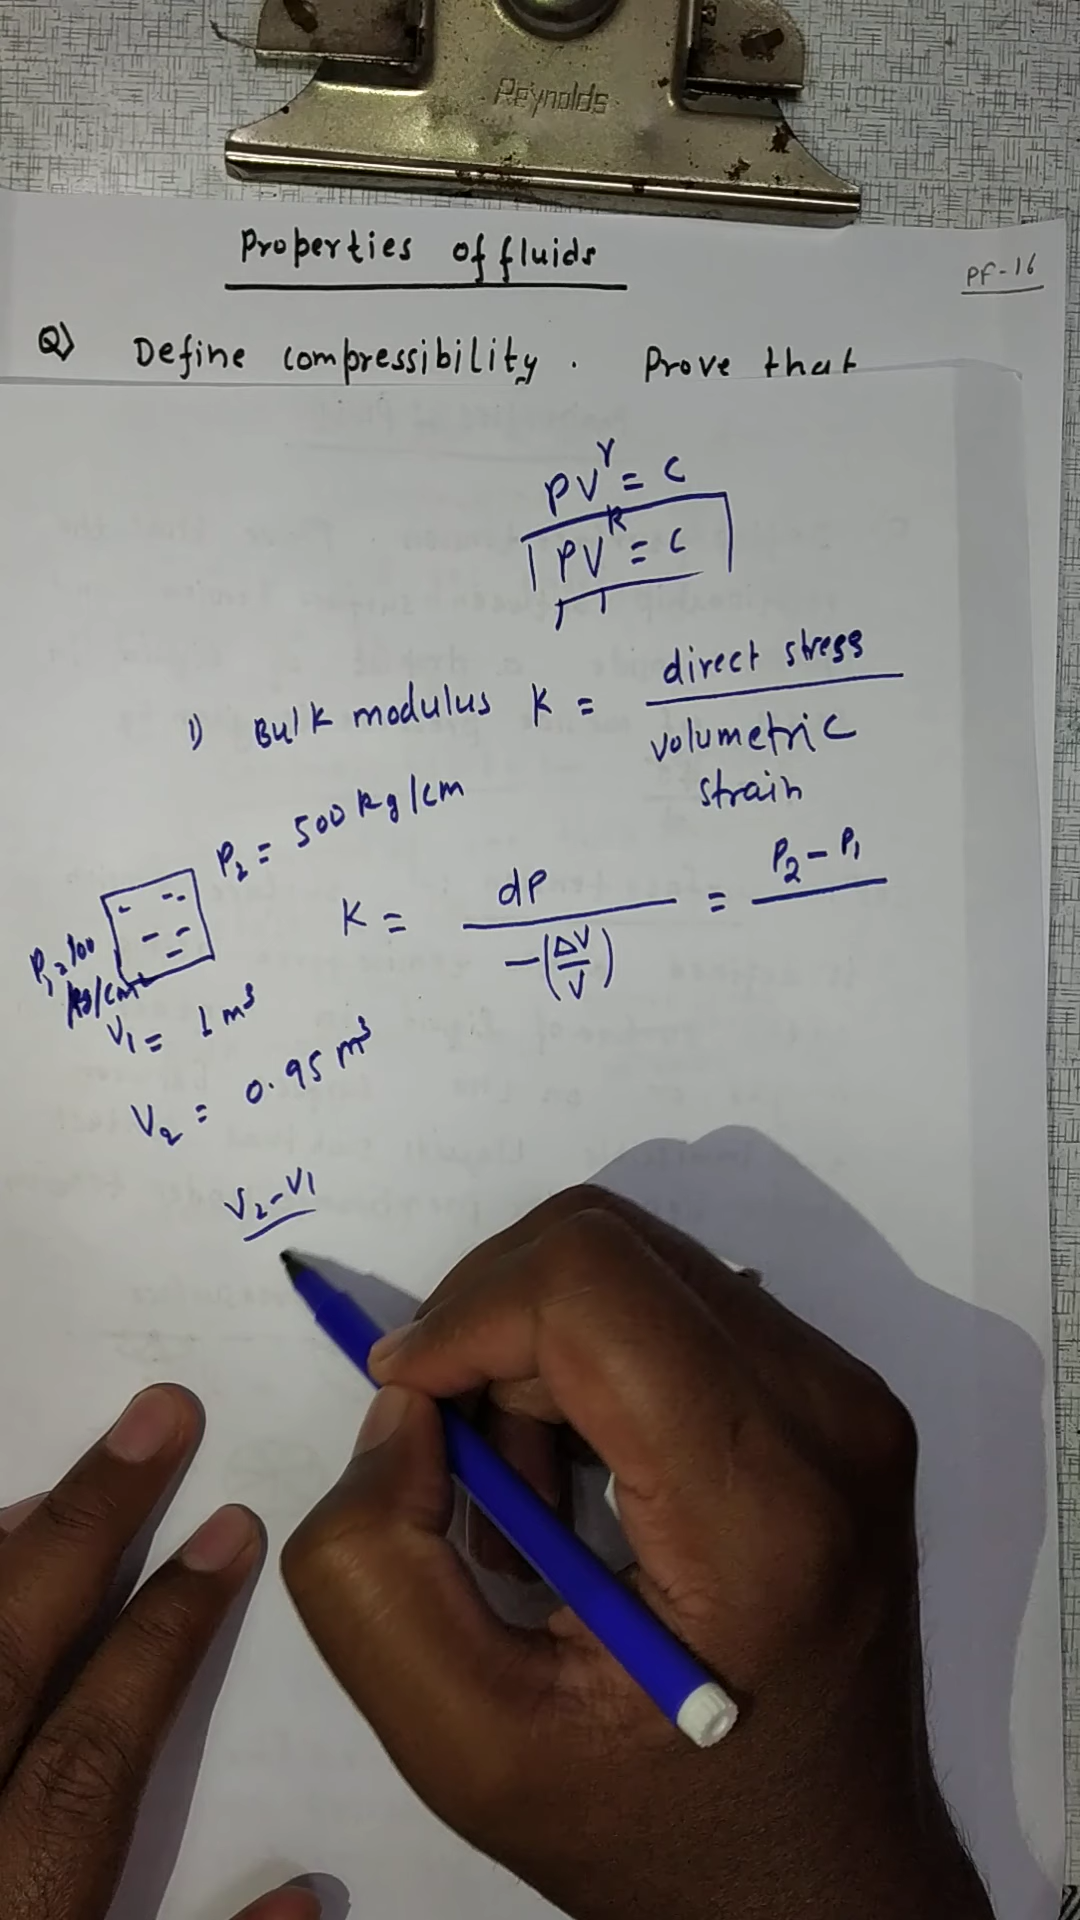 Reynolds
Properties of fluids
PF-16
Q) Define compressibility. Prove that
PV^γ = C
PV^k = C
1) Bulk modulus K = direct stress / volumetric strain
P₂ = 500 kg/cm
K = dP / -(ΔV/V) = P₂-P₁
P₁ = 100 kg/cm²
V₁ = 1 m³
V₂ = 0.95 m³
V₂-V₁